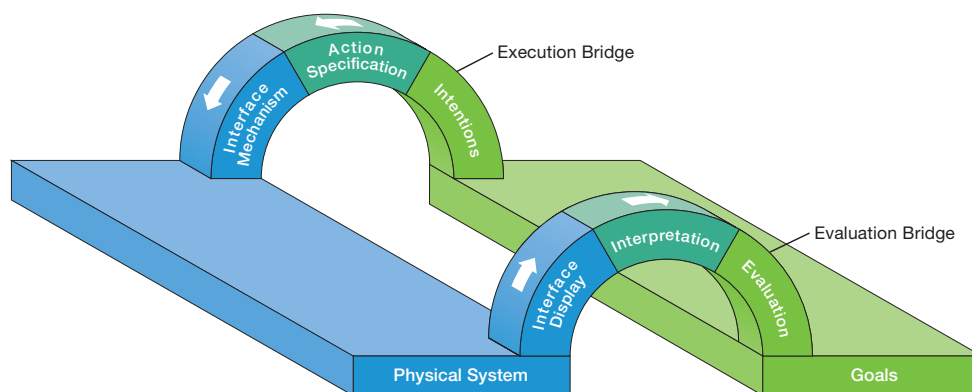 Execution Bridge
Action
Specification
Interface
Mechanism
Intentions
Evaluation Bridge
Interpretation
Interface
Display
Evaluation
Physical System
Goals